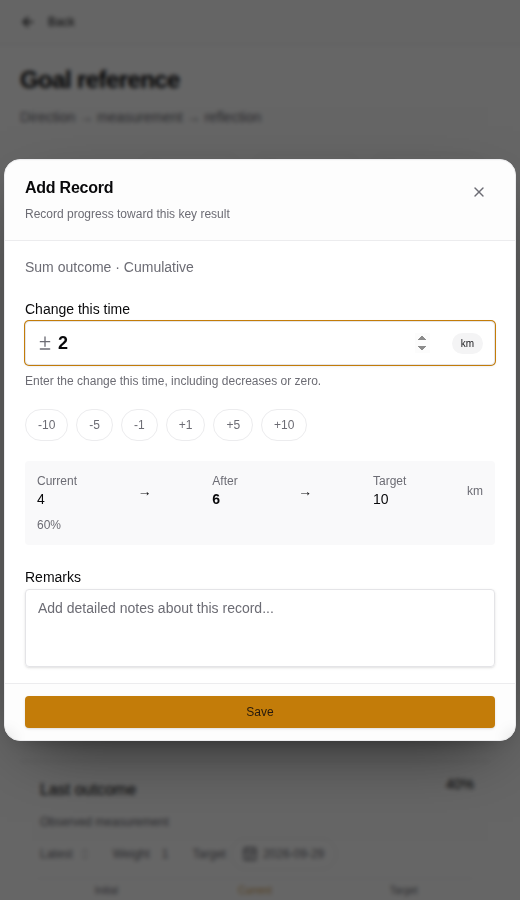 Back
Goal reference
Direction → measurement → reflection
Add Record
Record progress toward this key result
Sum outcome · Cumulative
Change this time
± 2 km
Enter the change this time, including decreases or zero.
-10 -5 -1 +1 +5 +10
Current → After → Target km
4 6 10
60%
Remarks
Add detailed notes about this record...
Save
Last outcome 40%
Observed measurement
Latest Weight 1 Target 2026-09-28
Initial Current Target